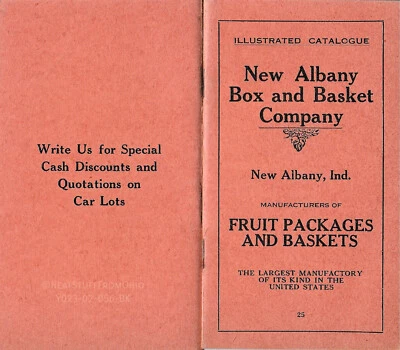 Write Us for Special
Cash Discounts and
Quotations on
Car Lots
ILLUSTRATED CATALOGUE
New Albany
Box and Basket
Company
New Albany, Ind.
MANUFACTURERS OF
FRUIT PACKAGES
AND BASKETS
THE LARGEST MANUFACTORY
OF ITS KIND IN THE
UNITED STATES
25